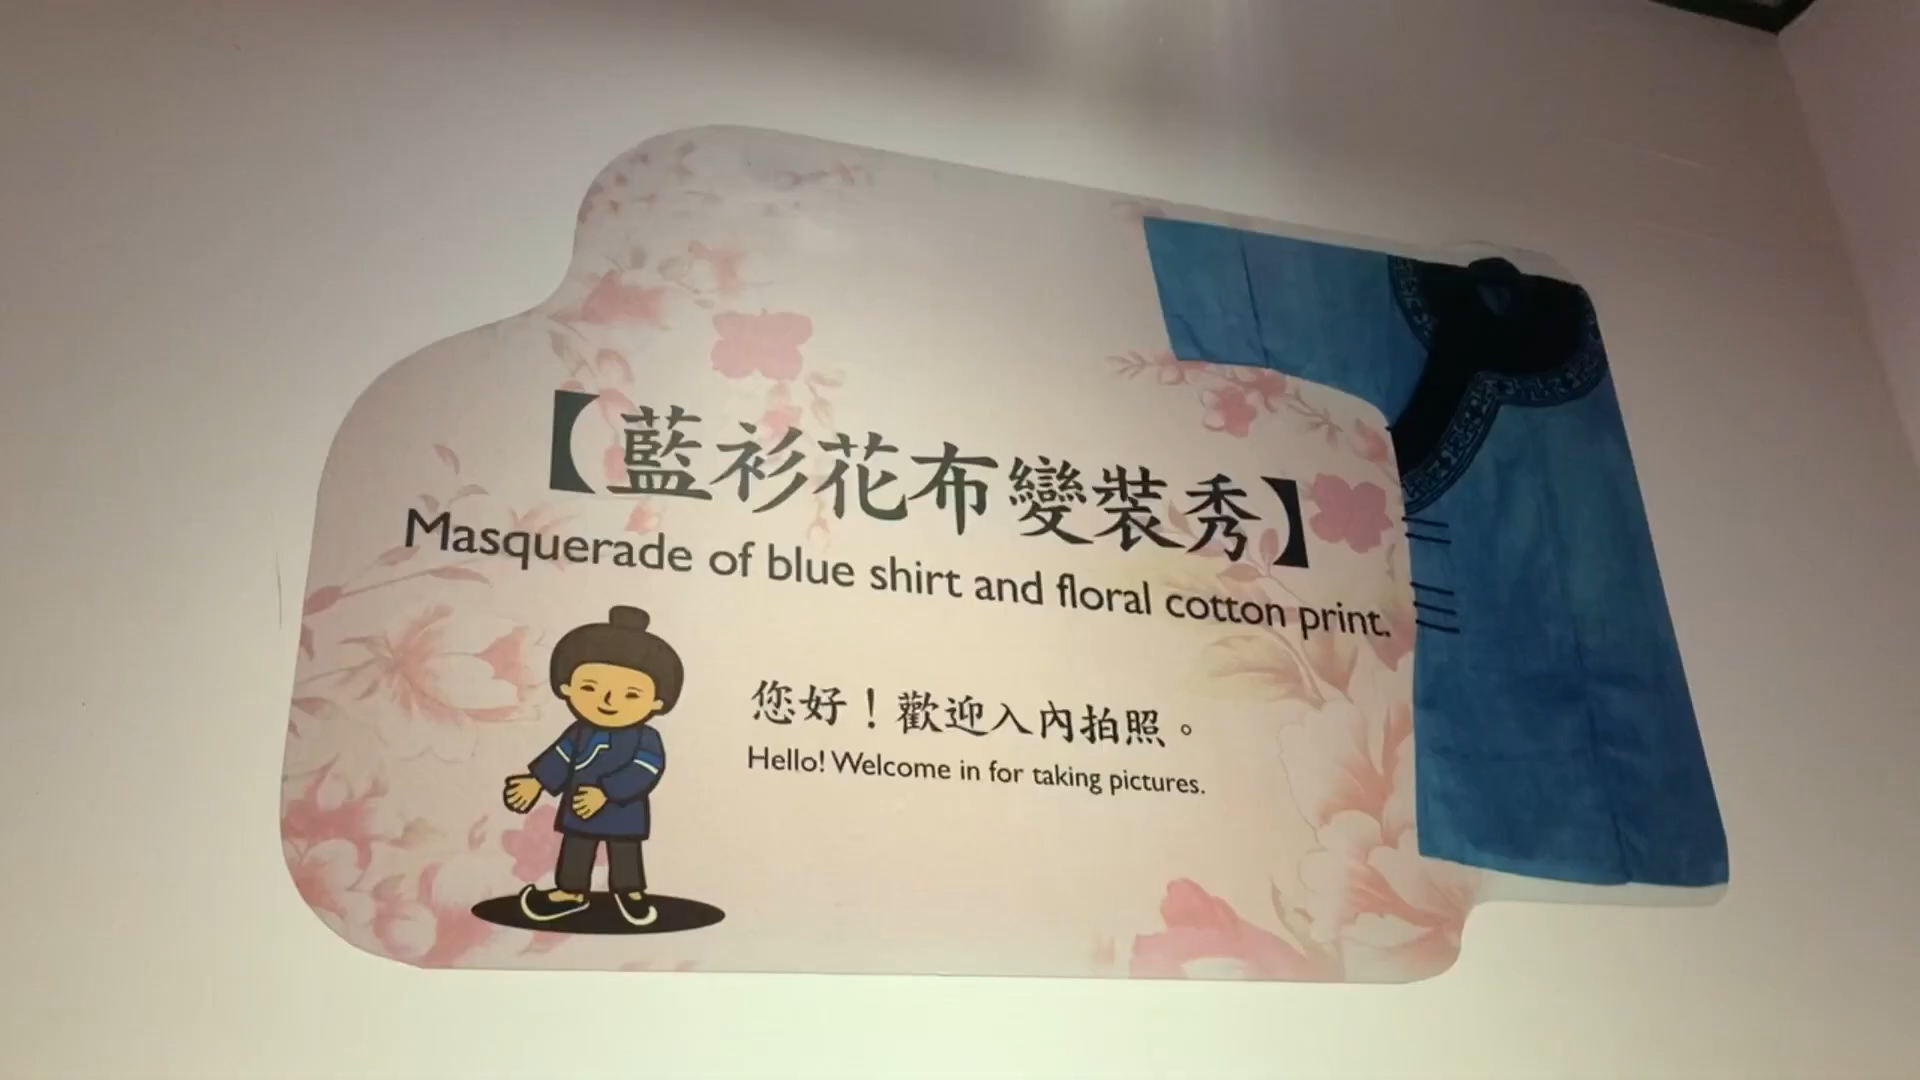 【藍衫花布變裝秀】
Masquerade of blue shirt and floral cotton print.
您好！歡迎入內拍照。
Hello! Welcome in for taking pictures.